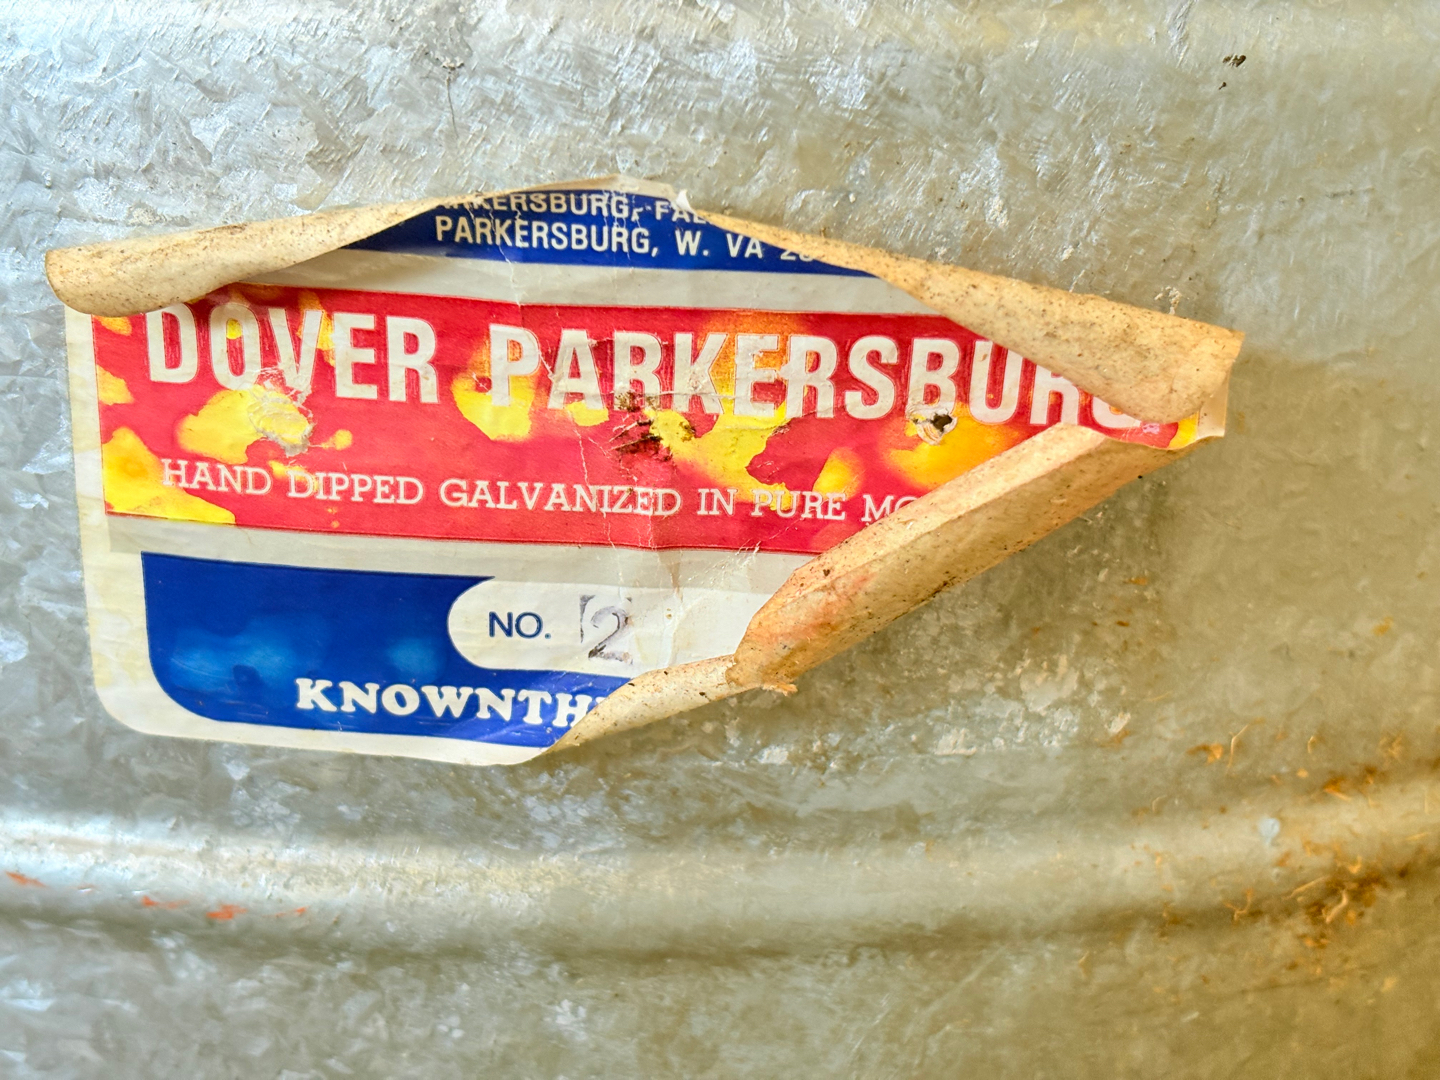 PARKERSBURG, W. VA
DOVER PARKERSBURG
HAND DIPPED GALVANIZED IN PURE
NO. 2